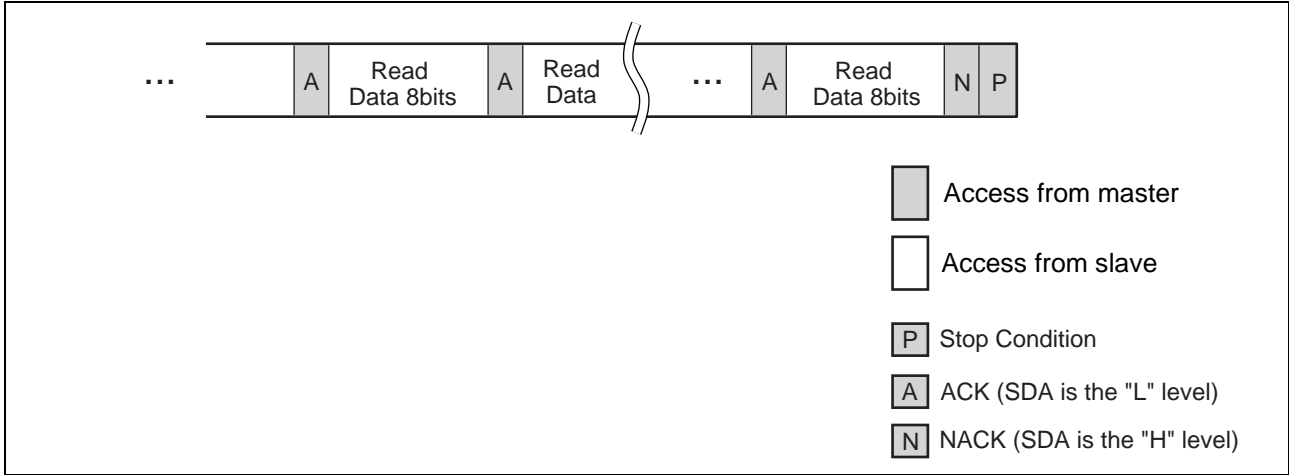 ... A Read Data 8bits A Read Data ... A Read Data 8bits N P
Access from master
Access from slave
P Stop Condition
A ACK (SDA is the "L" level)
N NACK (SDA is the "H" level)